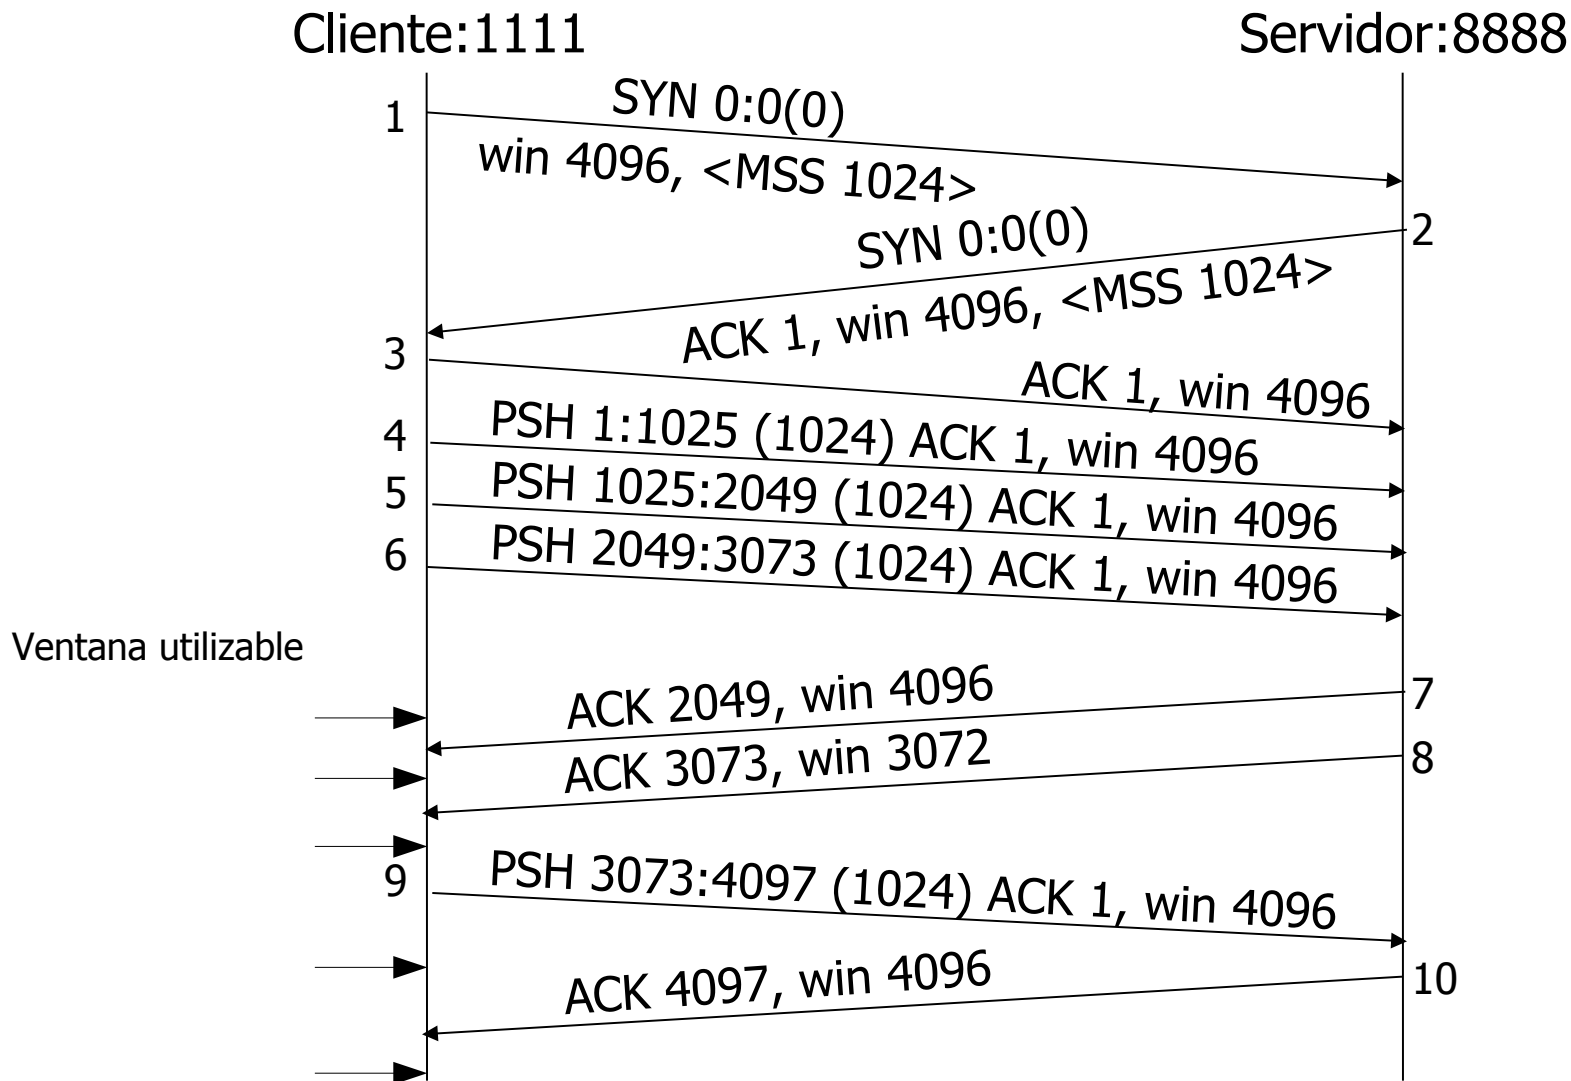 Cliente:1111
Servidor:8888
1
SYN 0:0(0)
win 4096, <MSS 1024>
2
SYN 0:0(0)
ACK 1, win 4096, <MSS 1024>
3
ACK 1, win 4096
4
PSH 1:1025 (1024) ACK 1, win 4096
5
PSH 1025:2049 (1024) ACK 1, win 4096
6
PSH 2049:3073 (1024) ACK 1, win 4096
Ventana utilizable
ACK 2049, win 4096
7
ACK 3073, win 3072
8
9
PSH 3073:4097 (1024) ACK 1, win 4096
ACK 4097, win 4096
10